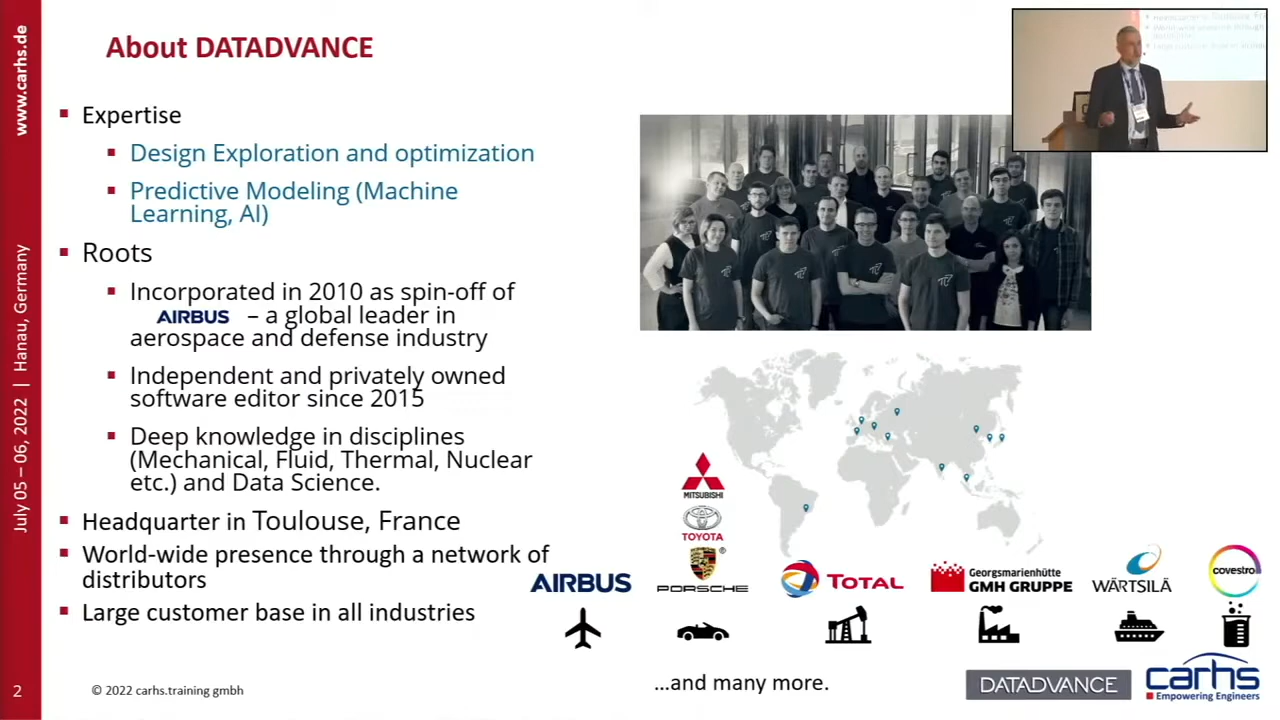 www.carhs.de
July 05 – 06, 2022 | Hanau, Germany
About DATADVANCE
▪ Expertise
▪ Design Exploration and optimization
▪ Predictive Modeling (Machine
Learning, AI)
▪ Roots
▪ Incorporated in 2010 as spin-off of
AIRBUS – a global leader in
aerospace and defense industry
▪ Independent and privately owned
software editor since 2015
▪ Deep knowledge in disciplines
(Mechanical, Fluid, Thermal, Nuclear
etc.) and Data Science.
▪ Headquarter in Toulouse, France
▪ World-wide presence through a network of
distributors
▪ Large customer base in all industries
MITSUBISHI
TOYOTA
AIRBUS
PORSCHE ®
TOTAL
Georgsmarienhütte
GMH GRUPPE
WÄRTSILÄ
covestro
...and many more.
DATADVANCE
carhs
Empowering Engineers
2
© 2022 carhs.training gmbh